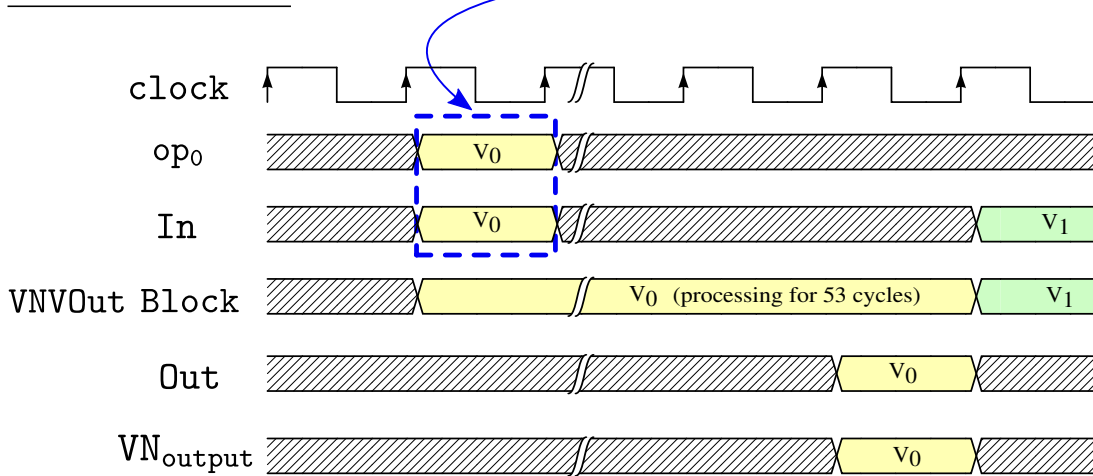 clock
op₀ V₀
In V₀ V₁
VNVOut Block V₀ (processing for 53 cycles) V₁
Out V₀
VNoutput V₀